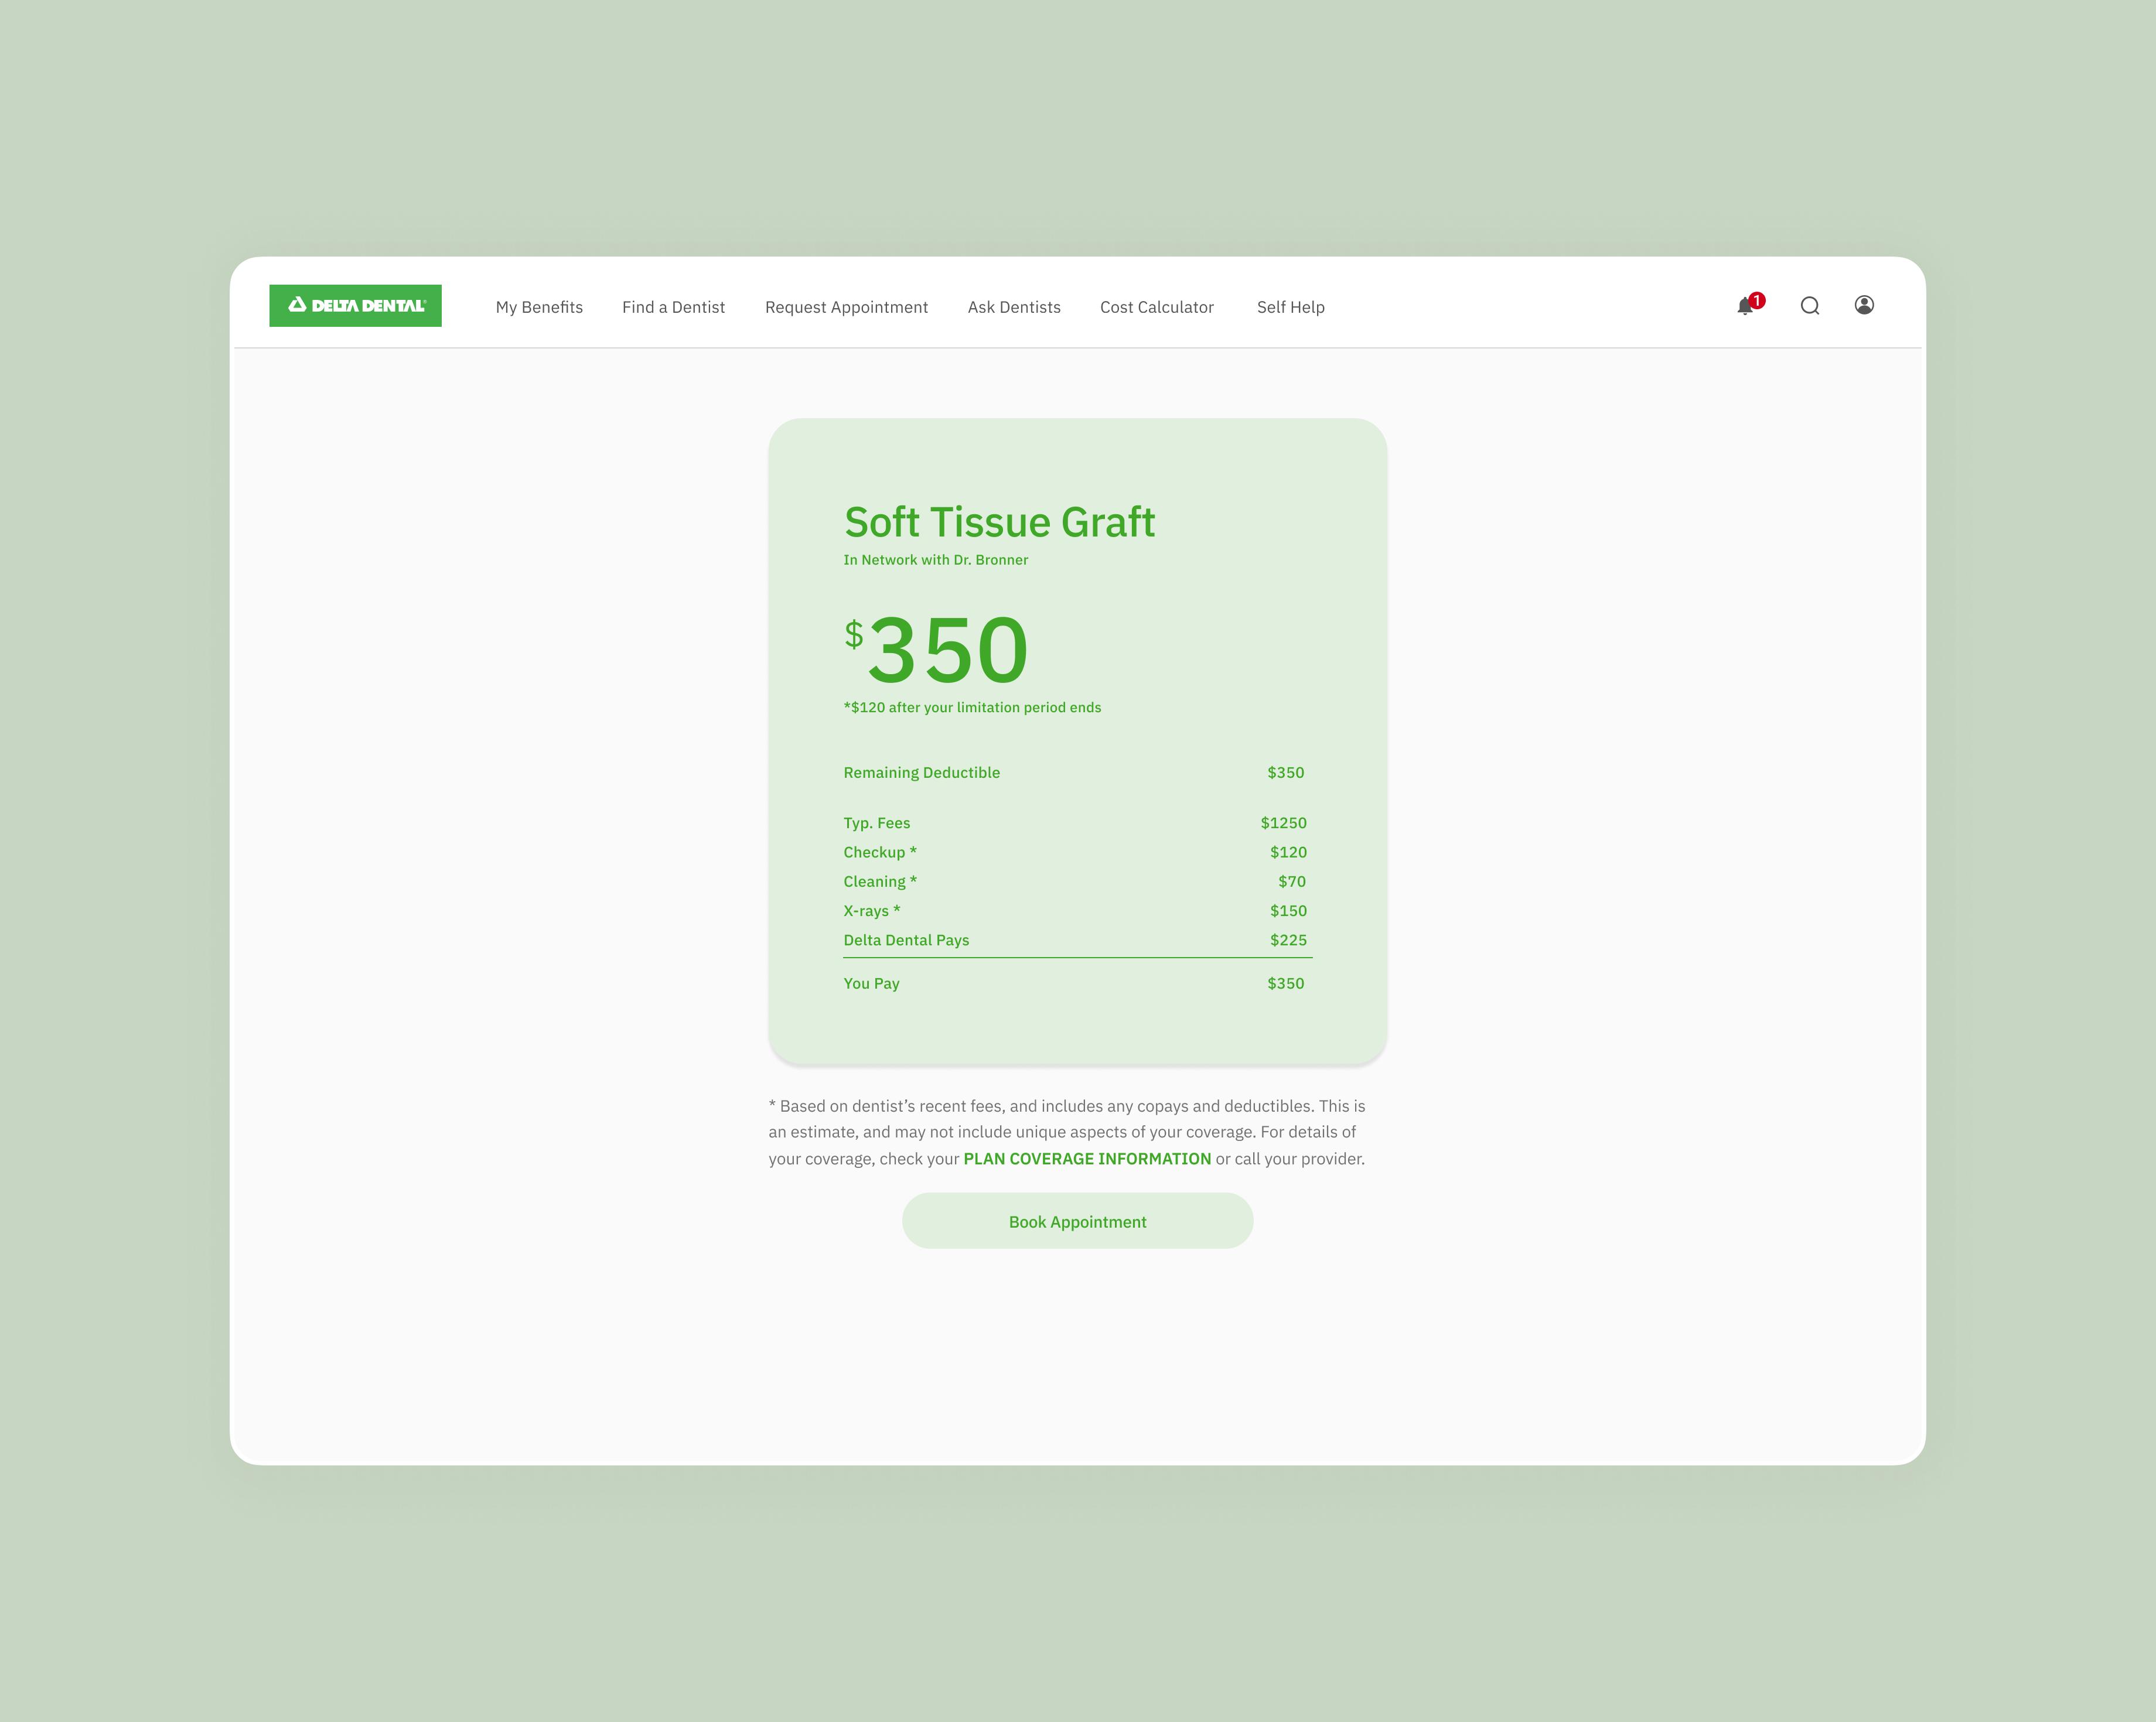 DELTA DENTAL®
My Benefits Find a Dentist Request Appointment Ask Dentists Cost Calculator Self Help
1
Soft Tissue Graft
In Network with Dr. Bronner
$350
*$120 after your limitation period ends
Remaining Deductible $350
Typ. Fees $1250
Checkup * $120
Cleaning * $70
X-rays * $150
Delta Dental Pays $225
You Pay $350
* Based on dentist’s recent fees, and includes any copays and deductibles. This is
an estimate, and may not include unique aspects of your coverage. For details of
your coverage, check your PLAN COVERAGE INFORMATION or call your provider.
Book Appointment